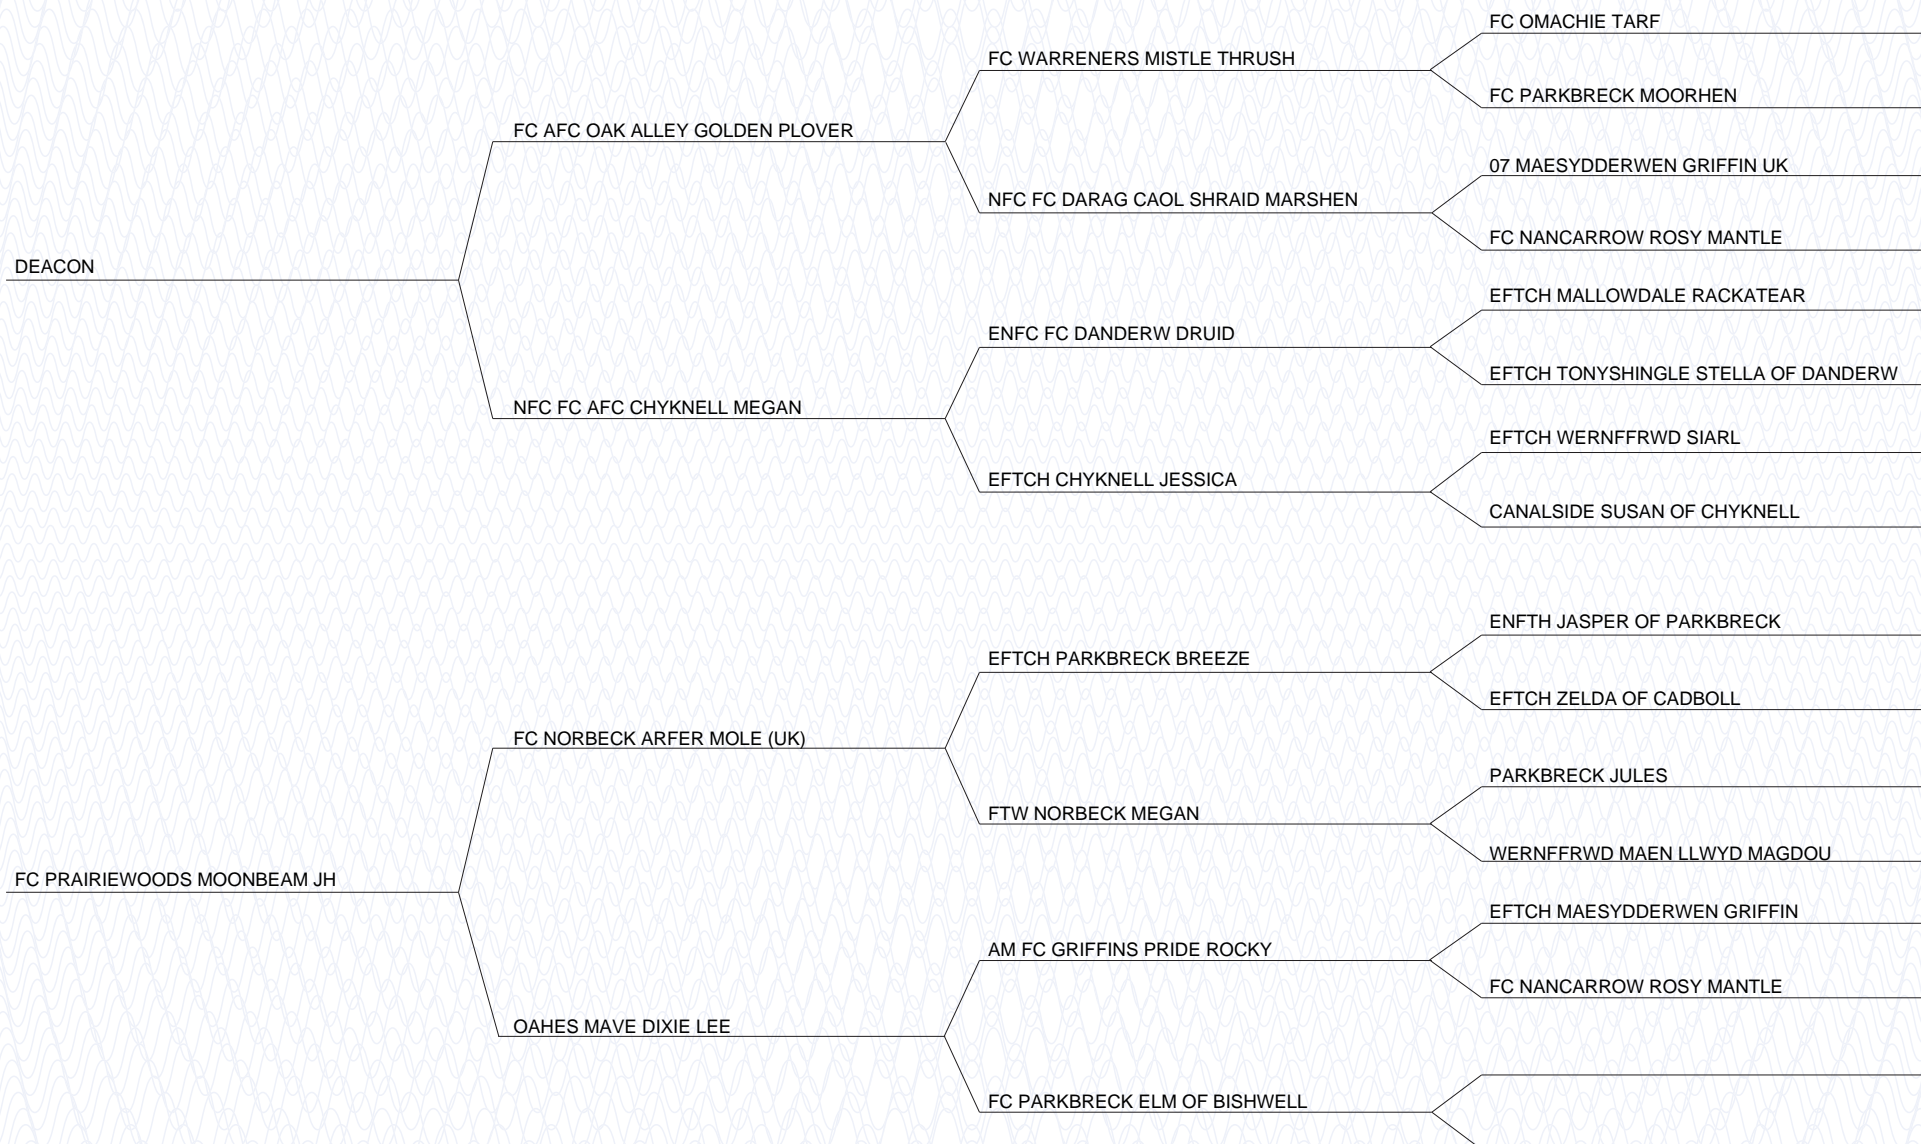 DEACON
FC AFC OAK ALLEY GOLDEN PLOVER
FC WARRENERS MISTLE THRUSH
FC OMACHIE TARF
FC PARKBRECK MOORHEN
NFC FC DARAG CAOL SHRAID MARSHEN
07 MAESYDDERWEN GRIFFIN UK
FC NANCARROW ROSY MANTLE
NFC FC AFC CHYKNELL MEGAN
ENFC FC DANDERW DRUID
EFTCH MALLOWDALE RACKATEAR
EFTCH TONYSHINGLE STELLA OF DANDERW
EFTCH CHYKNELL JESSICA
EFTCH WERNFFRWD SIARL
CANALSIDE SUSAN OF CHYKNELL
FC PRAIRIEWOODS MOONBEAM JH
FC NORBECK ARFER MOLE (UK)
EFTCH PARKBRECK BREEZE
ENFTH JASPER OF PARKBRECK
EFTCH ZELDA OF CADBOLL
FTW NORBECK MEGAN
PARKBRECK JULES
WERNFFRWD MAEN LLWYD MAGDOU
OAHES MAVE DIXIE LEE
AM FC GRIFFINS PRIDE ROCKY
EFTCH MAESYDDERWEN GRIFFIN
FC NANCARROW ROSY MANTLE
FC PARKBRECK ELM OF BISHWELL